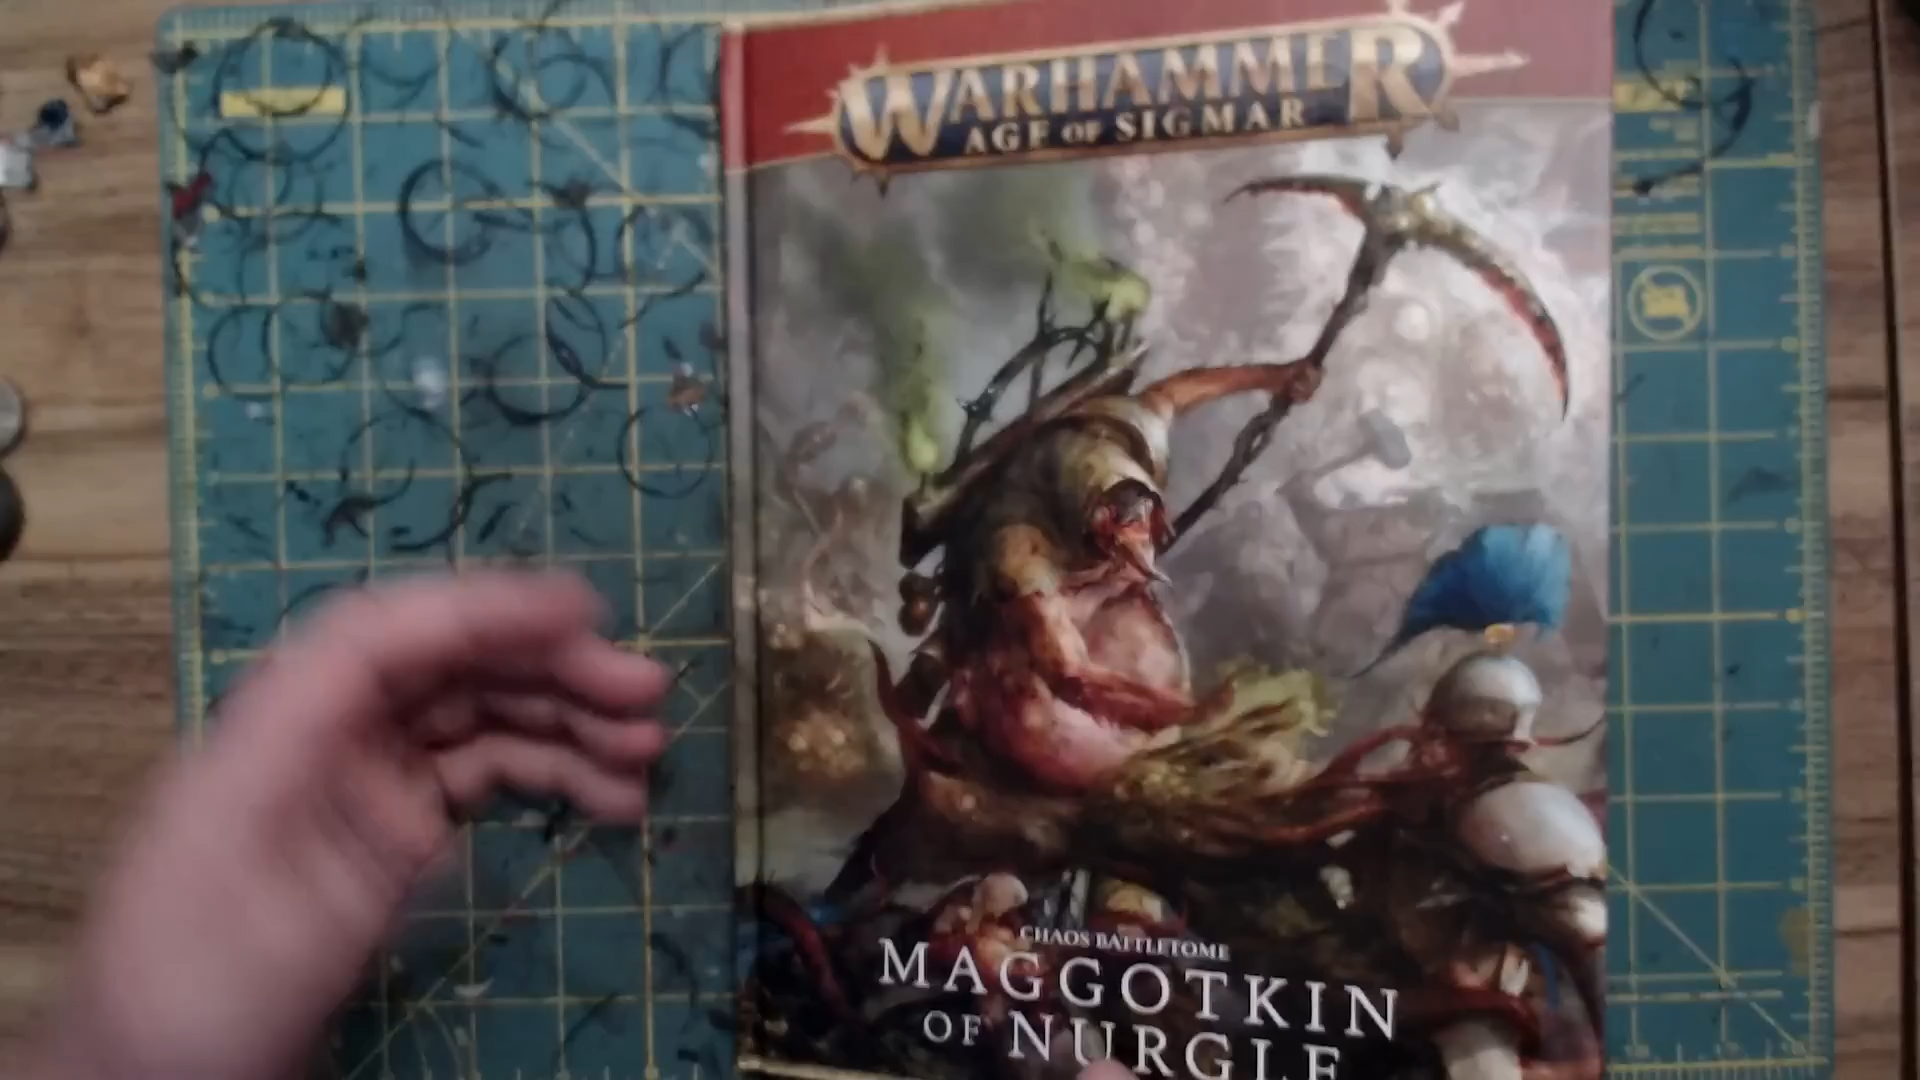 WARHAMMER
AGE OF SIGMAR
CHAOS BATTLETOME
MAGGOTKIN
OF NURGLE